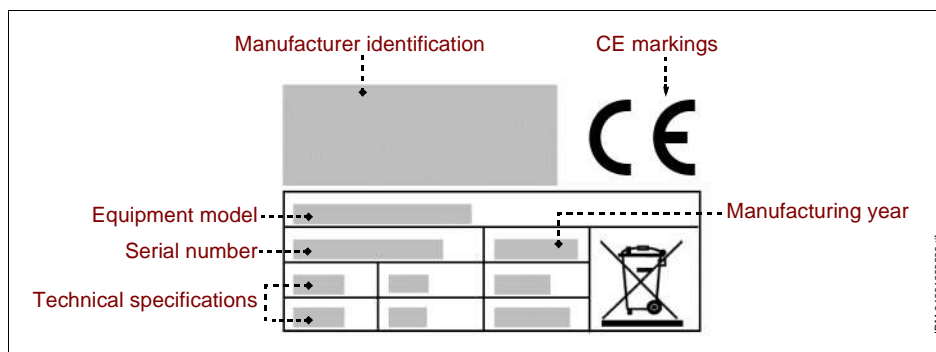 Manufacturer identification
CE markings
CE
Equipment model
Manufacturing year
Serial number
Technical specifications